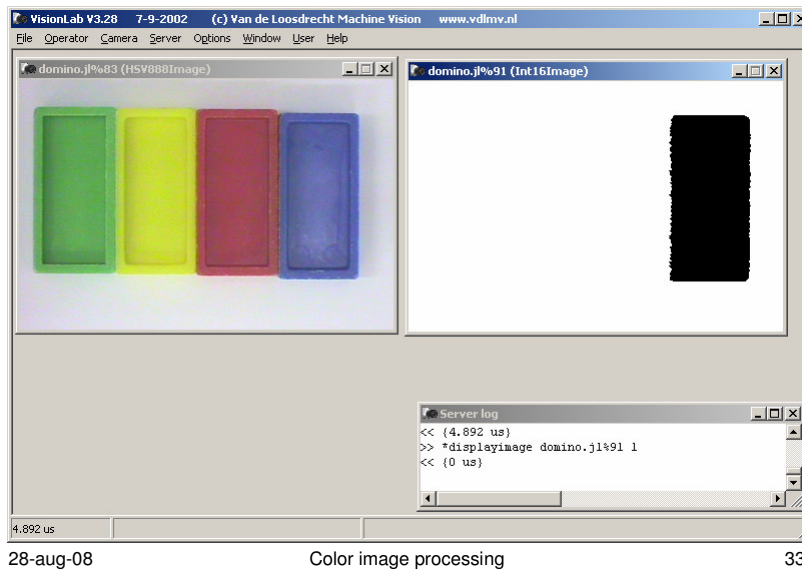 VisionLab V3.28 7-9-2002 (c) Van de Loosdrecht Machine Vision www.vdlmv.nl
File Operator Camera Server Options Window User Help
domino.jl%83 (HSV888Image)
domino.jl%91 (Int16Image)
Server log
<< {4.892 us}
>> *displayimage domino.jl%91 1
<< {0 us}
4.892 us
28-aug-08 Color image processing 33